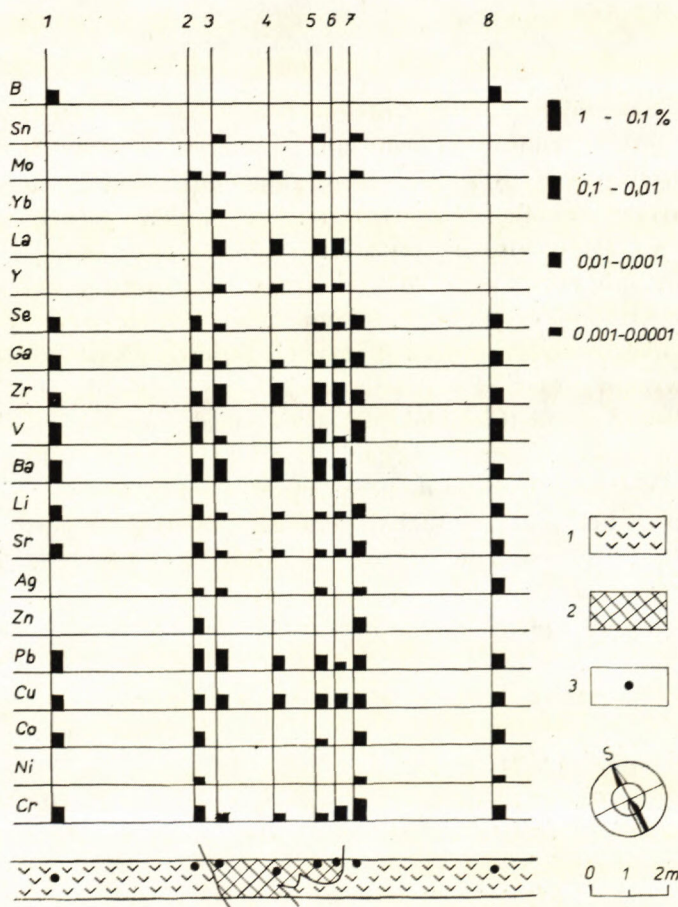 1 2 3 4 5 6 7 8
B
Sn
Mo
Yb
La
Y
Se
Ga
Zr
V
Ba
Li
Sr
Ag
Zn
Pb
Cu
Co
Ni
Cr
1 - 0.1 %
0,1 - 0,01
0,01-0,001
0,001-0,0001
1
2
3
S
0 1 2m